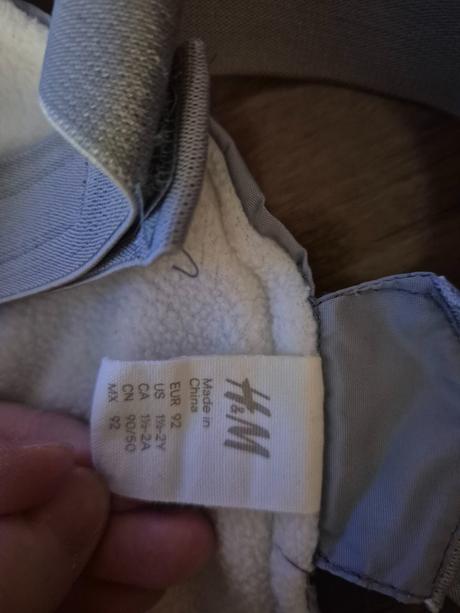 H&M
Made in
China
EUR 92
US 1½-2Y
CA 1½-2A
CN 90/50
MX 92